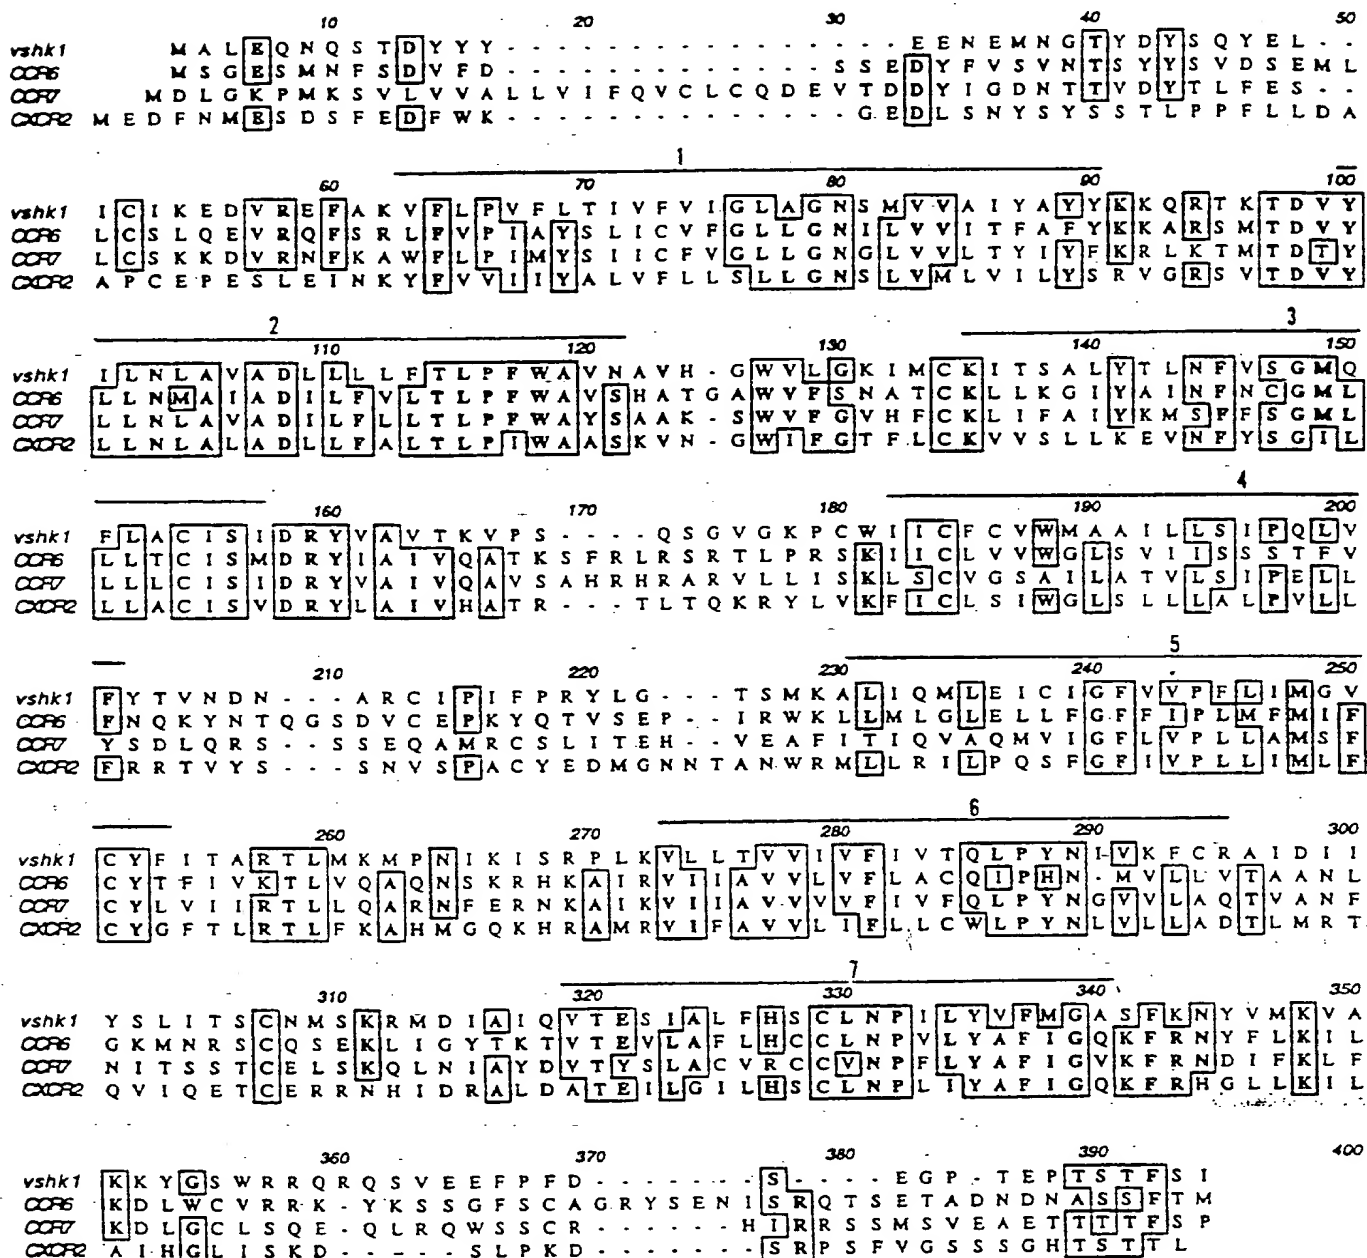 10 20 30 40 50
vshk1 M A L E Q N Q S T D Y Y Y - - - - - - - - - - - - - - - - E E N E M N G T Y D Y S Q Y E L - -
CCR6 M S G E S M N F S D V F D - - - - - - - - - - - - - S S E D Y F V S V N T S Y Y S V D S E M L
CCR7 M D L G K P M K S V L V V A L L V I F Q V C L C Q D E V T D D Y I G D N T T V D Y T L F E S - -
CXCR2 M E D F N M E S D S F E D F W K - - - - - - - - - - - - - - G E D L S N Y S Y S S T L P P F L L D A
1
60 70 80 90 100
vshk1 I C I K E D V R E F A K V F L P V F L T I V F V I G L A G N S M V V A I Y A Y Y K K Q R T K T D V Y
CCR6 L C S L Q E V R Q F S R L F V P I A Y S L I C V F G L L G N I L V V I T F A F Y K K A R S M T D V Y
CCR7 L C S K K D V R N F K A W F L P I M Y S I I C F V G L L G N G L V V L T Y I Y F K R L K T M T D T Y
CXCR2 A P C E P E S L E I N K Y F V V I I Y A L V F L L S L L G N S L V M L V I L Y S R V G R S V T D V Y
2 3
110 120 130 140 150
vshk1 I L N L A V A D L L L L F T L P F W A V N A V H - G W V L G K I M C K I T S A L Y T L N F V S G M Q
CCR6 L L N M A I A D I L F V L T L P F W A V S H A T G A W V F S N A T C K L L K G I Y A I N F N C G M L
CCR7 L L N L A V A D I L F L L T L P F W A Y S A A K - S W V F G V H F C K L I F A I Y K M S F F S G M L
CXCR2 L L N L A L A D L L F A L T L P I W A A S K V N - G W I F G T F L C K V V S L L K E V N F Y S G I L
4
160 170 180 190 200
vshk1 F L A C I S I D R Y V A V T K V P S - - - - Q S G V G K P C W I I C F C V W M A A I L L S I P Q L V
CCR6 L L T C I S M D R Y I A I V Q A T K S F R L R S R T L P R S K I I C L V V W G L S V I I S S S T F V
CCR7 L L L C I S I D R Y V A I V Q A V S A H R H R A R V L L I S K L S C V G S A I L A T V L S I P E L L
CXCR2 L L A C I S V D R Y L A I V H A T R - - - T L T Q K R Y L V K F I C L S I W G L S L L L A L P V L L
5
210 220 230 240 250
vshk1 F Y T V N D N - - - A R C I P I F P R Y L G - - - T S M K A L I Q M L E I C I G F V V P F L I M G V
CCR6 F N Q K Y N T Q G S D V C E P K Y Q T V S E P - - I R W K L L M L G L E L L F G F F I P L M F M I F
CCR7 Y S D L Q R S - - S S E Q A M R C S L I T E H - - V E A F I T I Q V A Q M V I G F L V P L L A M S F
CXCR2 F R R T V Y S - - - S N V S P A C Y E D M G N N T A N W R M L L R I L P Q S F G F I V P L L I M L F
6
260 270 280 290 300
vshk1 C Y F I T A R T L M K M P N I K I S R P L K V L L T V V I V F I V T Q L P Y N I V K F C R A I D I I
CCR6 C Y T F I V K T L V Q A Q N S K R H K A I R V I I A V V L V F L A C Q I P H N - M V L L V T A A N L
CCR7 C Y L V I I R T L L Q A R N F E R N K A I K V I I A V V V V F I V F Q L P Y N G V V L A Q T V A N F
CXCR2 C Y G F T L R T L F K A H M G Q K H R A M R V I F A V V L I F L L C W L P Y N L V L L A D T L M R T
7
310 320 330 340 350
vshk1 Y S L I T S C N M S K R M D I A I Q V T E S I A L F H S C L N P I L Y V F M G A S F K N Y V M K V A
CCR6 G K M N R S C Q S E K L I G Y T K T V T E V L A F L H C C L N P V L Y A F I G Q K F R N Y F L K I L
CCR7 N I T S S T C E L S K Q L N I A Y D V T Y S L A C V R C C V N P F L Y A F I G V K F R N D I F K L F
CXCR2 Q V I Q E T C E R R N H I D R A L D A T E I L G I L H S C L N P L I Y A F I G Q K F R H G L L K I L
360 370 380 390 400
vshk1 K K Y G S W R R Q R Q S V E E F P F D - - - - - - - S - - - - E G P - T E P T S T F S I
CCR6 K D L W C V R R K - Y K S S G F S C A G R Y S E N I S R Q T S E T A D N D N A S S F T M
CCR7 K D L G C L S Q E - Q L R Q W S S C R - - - - - - H I R R S S M S V E A E T T T T F S P
CXCR2 A I H G L I S K D - - - - - S L P K D - - - - - - - S R P S F V G S S S G H T S T T L